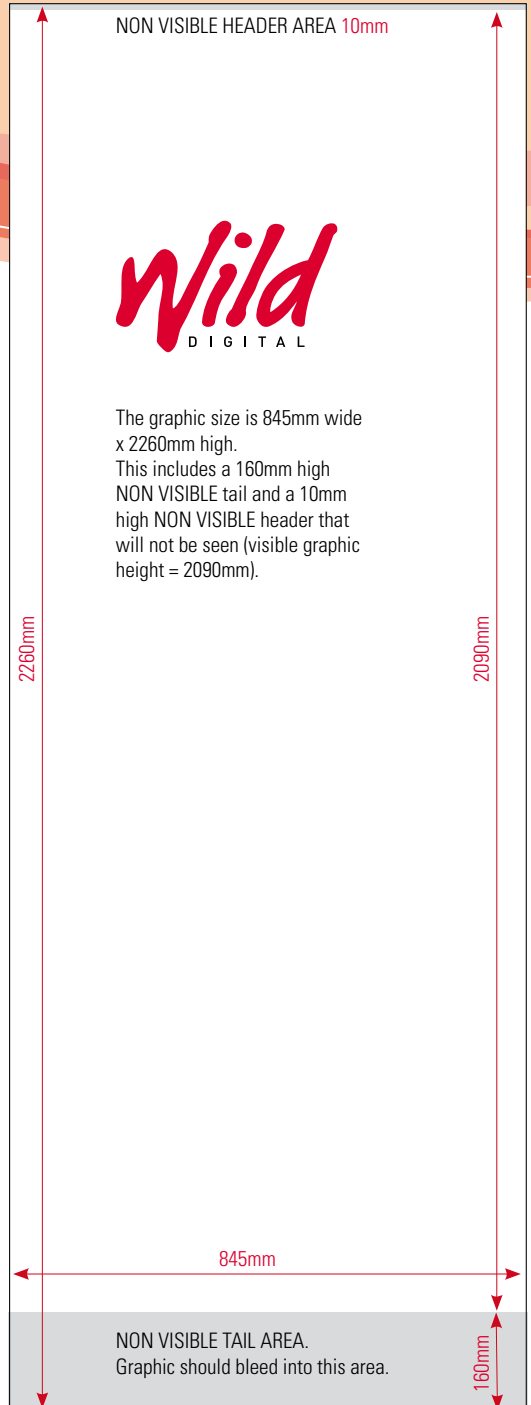 NON VISIBLE HEADER AREA 10mm
Wild
DIGITAL
The graphic size is 845mm wide
x 2260mm high.
This includes a 160mm high
NON VISIBLE tail and a 10mm
high NON VISIBLE header that
will not be seen (visible graphic
height = 2090mm).
2260mm
2090mm
845mm
NON VISIBLE TAIL AREA.
Graphic should bleed into this area.
160mm